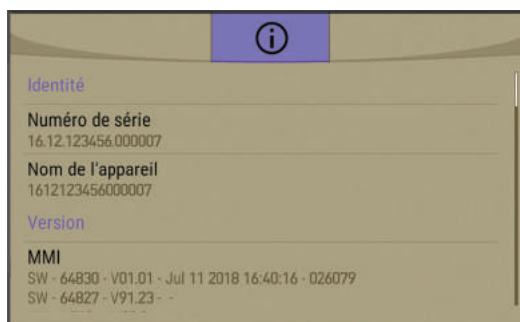 Identité
Numéro de série
16.12.123456.000007
Nom de l'appareil
1612123456000007
Version
MMI
SW - 64830 - V01.01 - Jul 11 2018 16:40:16 - 026079
SW - 64827 - V91.23 - -